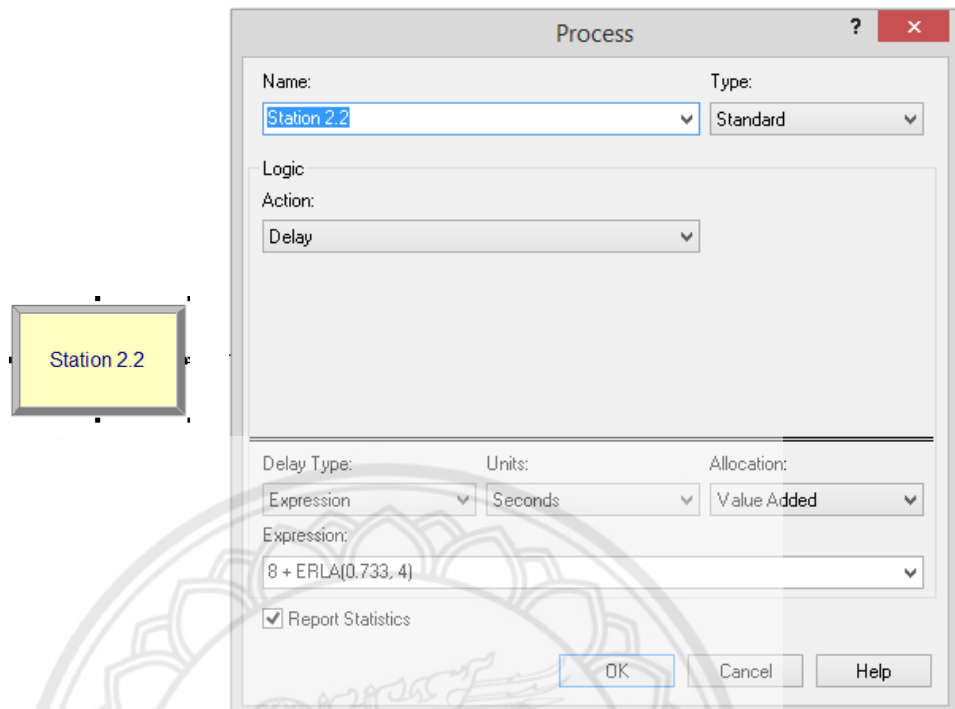 Process
?
Name: Type:
Station 2.2 Standard
Logic
Action:
Delay
Station 2.2
Delay Type: Units: Allocation:
Expression Seconds Value Added
Expression:
8 + ERLA(0.733, 4)
Report Statistics
OK Cancel Help